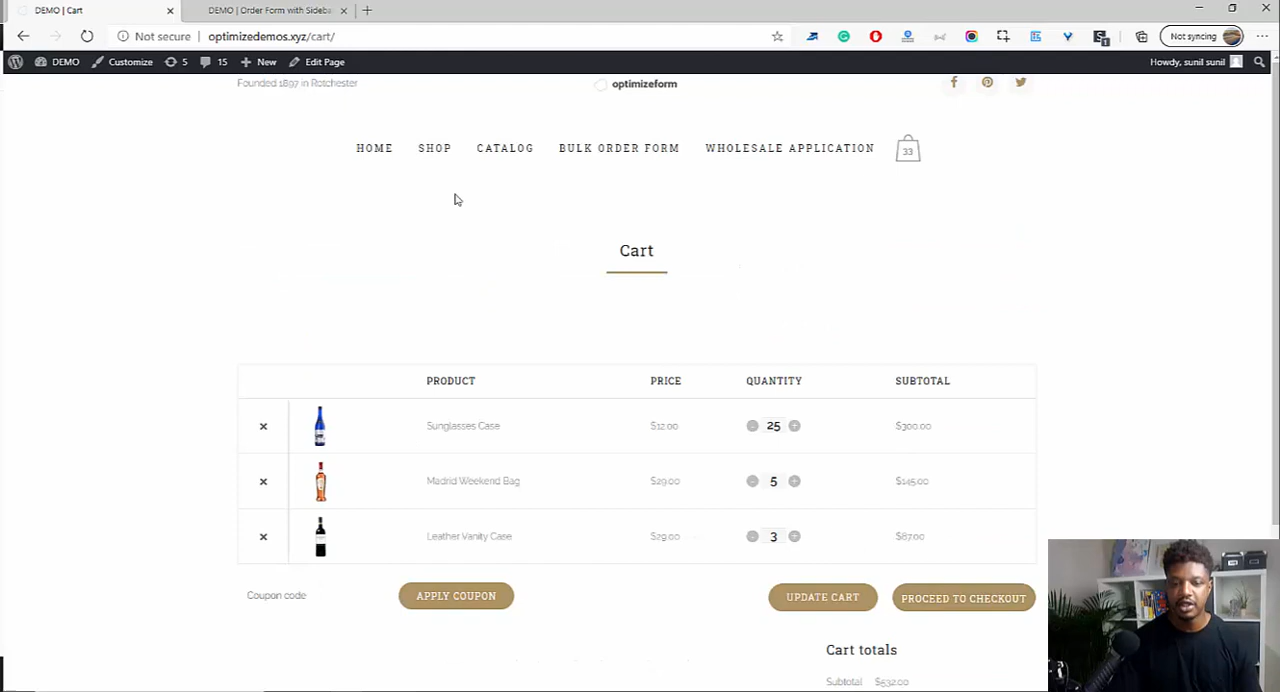 DEMO | Cart
DEMO | Order Form with Sideba
Not secure
optimizedemos.xyz/cart/
Not syncing
DEMO
Customize
5
15
New
Edit Page
Howdy, sunil sunil
Founded 1897 in Rotchester
optimizeform
HOME
SHOP
CATALOG
BULK ORDER FORM
WHOLESALE APPLICATION
33
Cart
PRODUCT PRICE QUANTITY SUBTOTAL
Sunglasses Case $12.00 25 $300.00
Madrid Weekend Bag $29.00 5 $145.00
Leather Vanity Case $29.00 3 $87.00
Coupon code
APPLY COUPON
UPDATE CART
PROCEED TO CHECKOUT
Cart totals
Subtotal $532.00